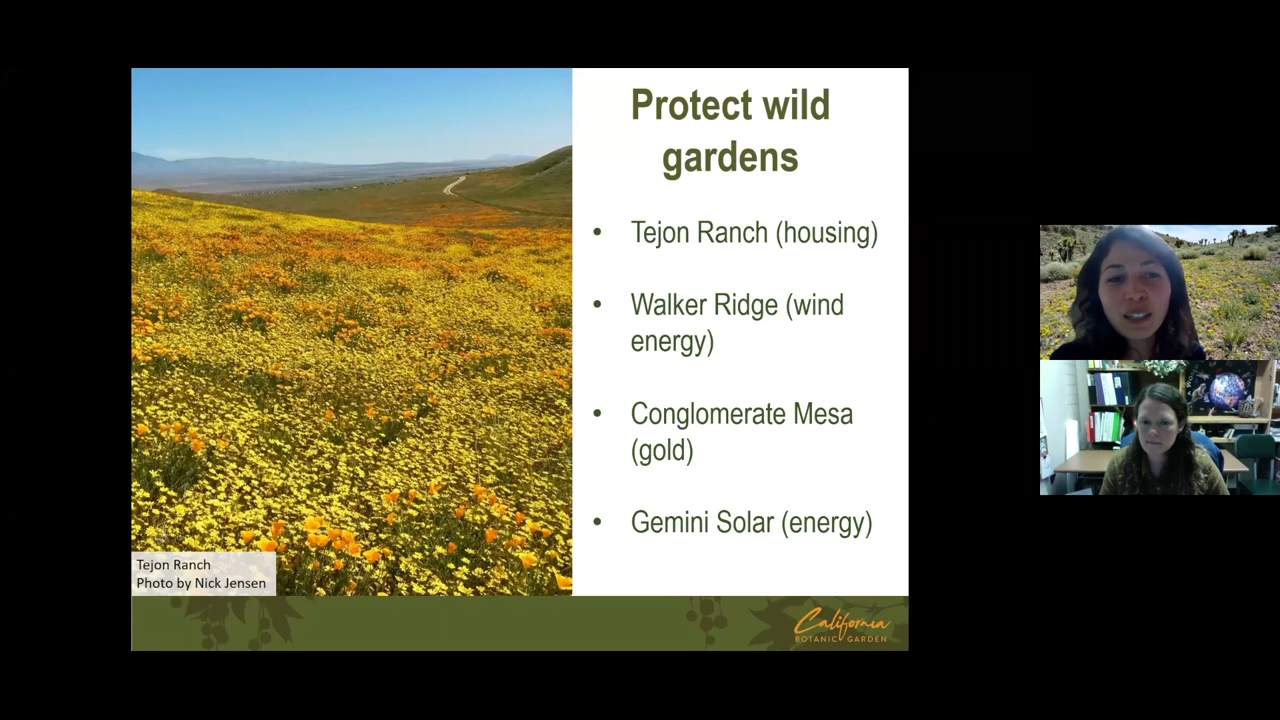 Protect wild
gardens
• Tejon Ranch (housing)
• Walker Ridge (wind
energy)
• Conglomerate Mesa
(gold)
• Gemini Solar (energy)
Tejon Ranch
Photo by Nick Jensen
California
BOTANIC GARDEN